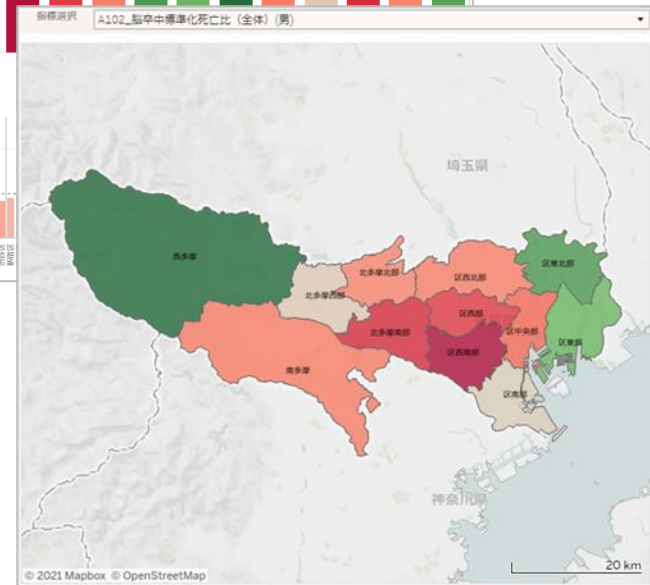 指標選択
A102_脳卒中標準化死亡比（全体）(男)
埼玉県
西多摩
区東北部
北多摩北部
区西北部
北多摩西部
区西部
北多摩南部
区中央部
区東部
区西南部
南多摩
区南部
神奈川県
© 2021 Mapbox © OpenStreetMap
20 km